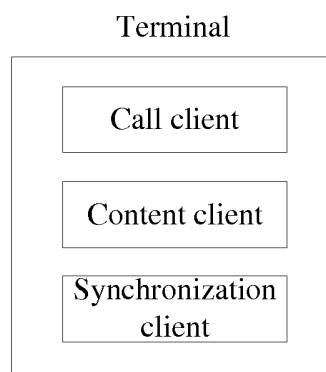 Terminal
Call client
Content client
Synchronization
client